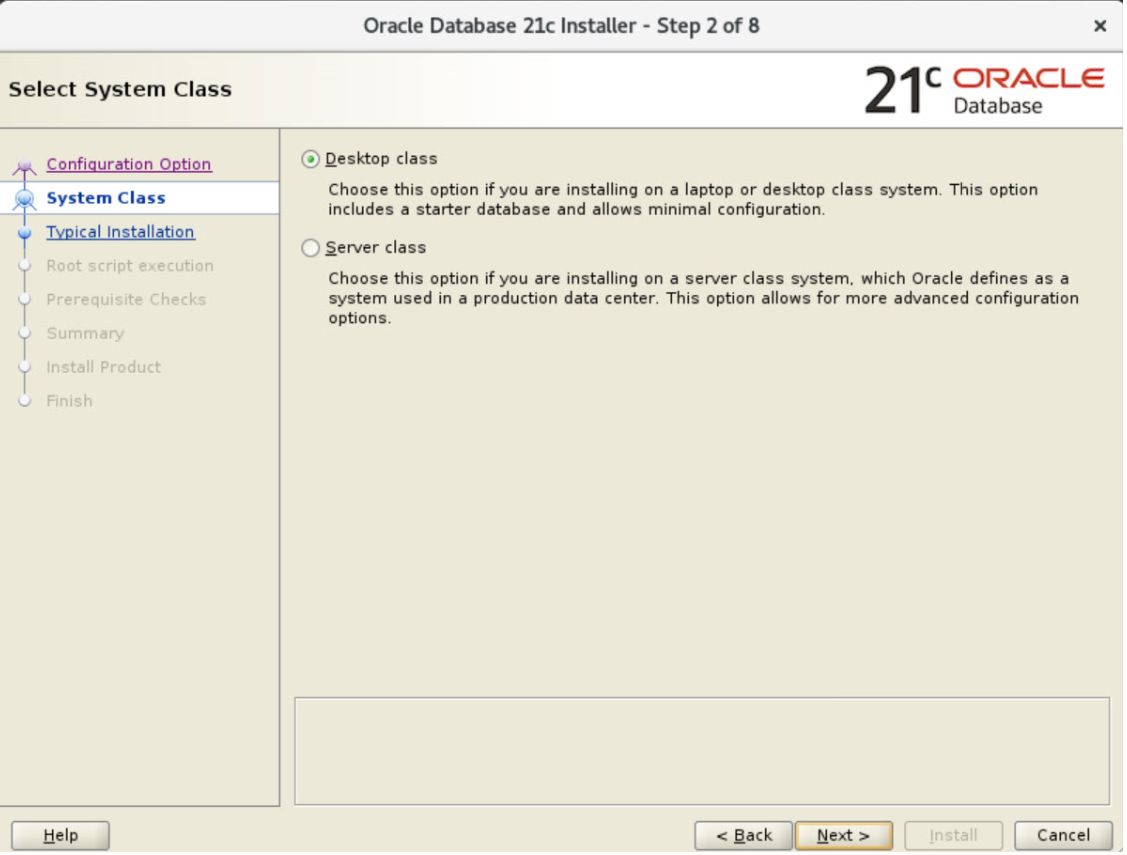 Oracle Database 21c Installer - Step 2 of 8
×
Select System Class
21c ORACLE
Database
Configuration Option
System Class
Typical Installation
Root script execution
Prerequisite Checks
Summary
Install Product
Finish
Desktop class
Choose this option if you are installing on a laptop or desktop class system. This option
includes a starter database and allows minimal configuration.
Server class
Choose this option if you are installing on a server class system, which Oracle defines as a
system used in a production data center. This option allows for more advanced configuration
options.
Help
< Back
Next >
Install
Cancel